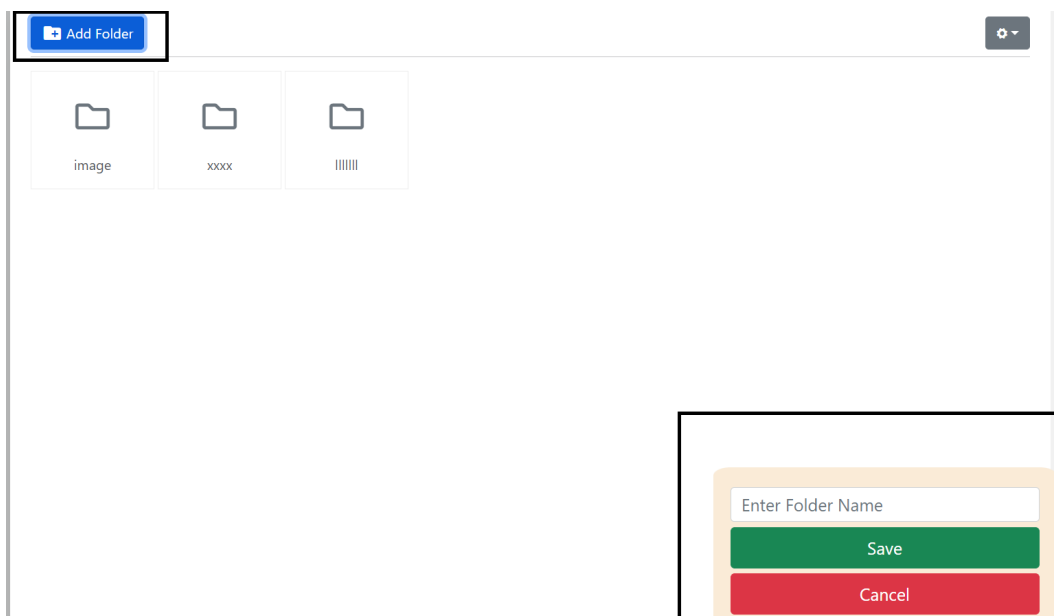 Add Folder
image
xxxx
lllllll
Enter Folder Name
Save
Cancel